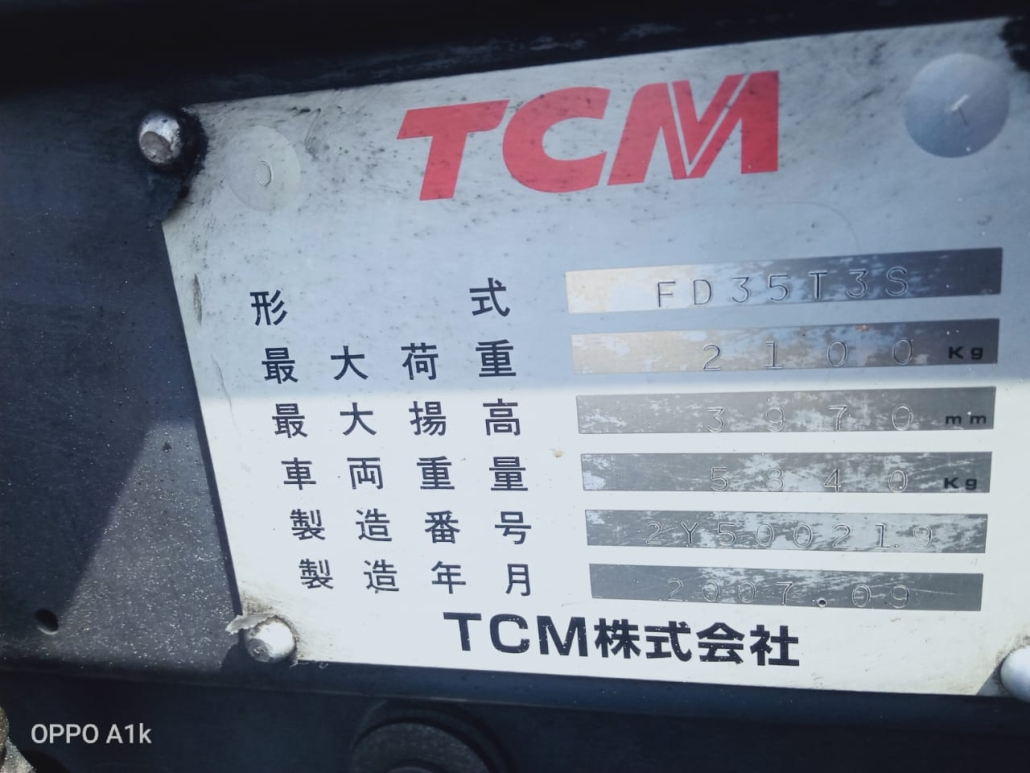 TCM
形式 FD35T3S
最大荷重 2100 Kg
最大揚高 3970 mm
車両重量 5340 Kg
製造番号 2Y500219
製造年月 2007.09
TCM株式会社
OPPO A1k